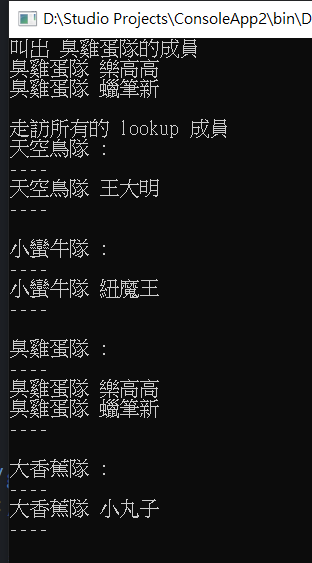 D:\Studio Projects\ConsoleApp2\bin\D
叫出 臭雞蛋隊的成員
臭雞蛋隊 樂高高
臭雞蛋隊 蠟筆新
走訪所有的 lookup 成員
天空鳥隊 :
----
天空鳥隊 王大明
----
小蠻牛隊 :
----
小蠻牛隊 紐魔王
----
臭雞蛋隊 :
----
臭雞蛋隊 樂高高
臭雞蛋隊 蠟筆新
----
大香蕉隊 :
----
大香蕉隊 小丸子
----